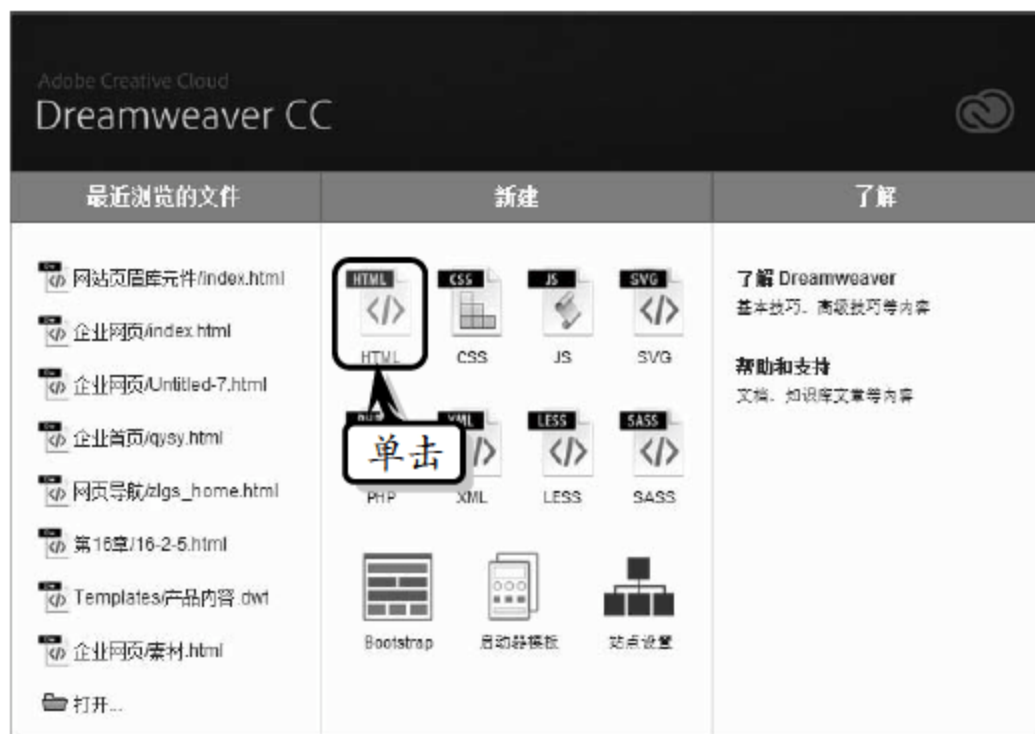 Adobe Creative Cloud
Dreamweaver CC
最近浏览的文件
网站页眉库元件/index.html
企业网页/index.html
企业网页/Untitled-7.html
企业首页/qysy.html
网页导航/zlgs_home.html
第16章/16-2-5.html
Templates/产品内容.dwt
企业网页/素材.html
打开...
新建
HTML CSS JS SVG
HTML CSS JS SVG
单击
PHP XML LESS SASS
PHP XML LESS SASS
Bootstrap 启动器模板 站点设置
了解
了解 Dreamweaver
基本技巧、高级技巧等内容
帮助和支持
文档、知识库文章等内容